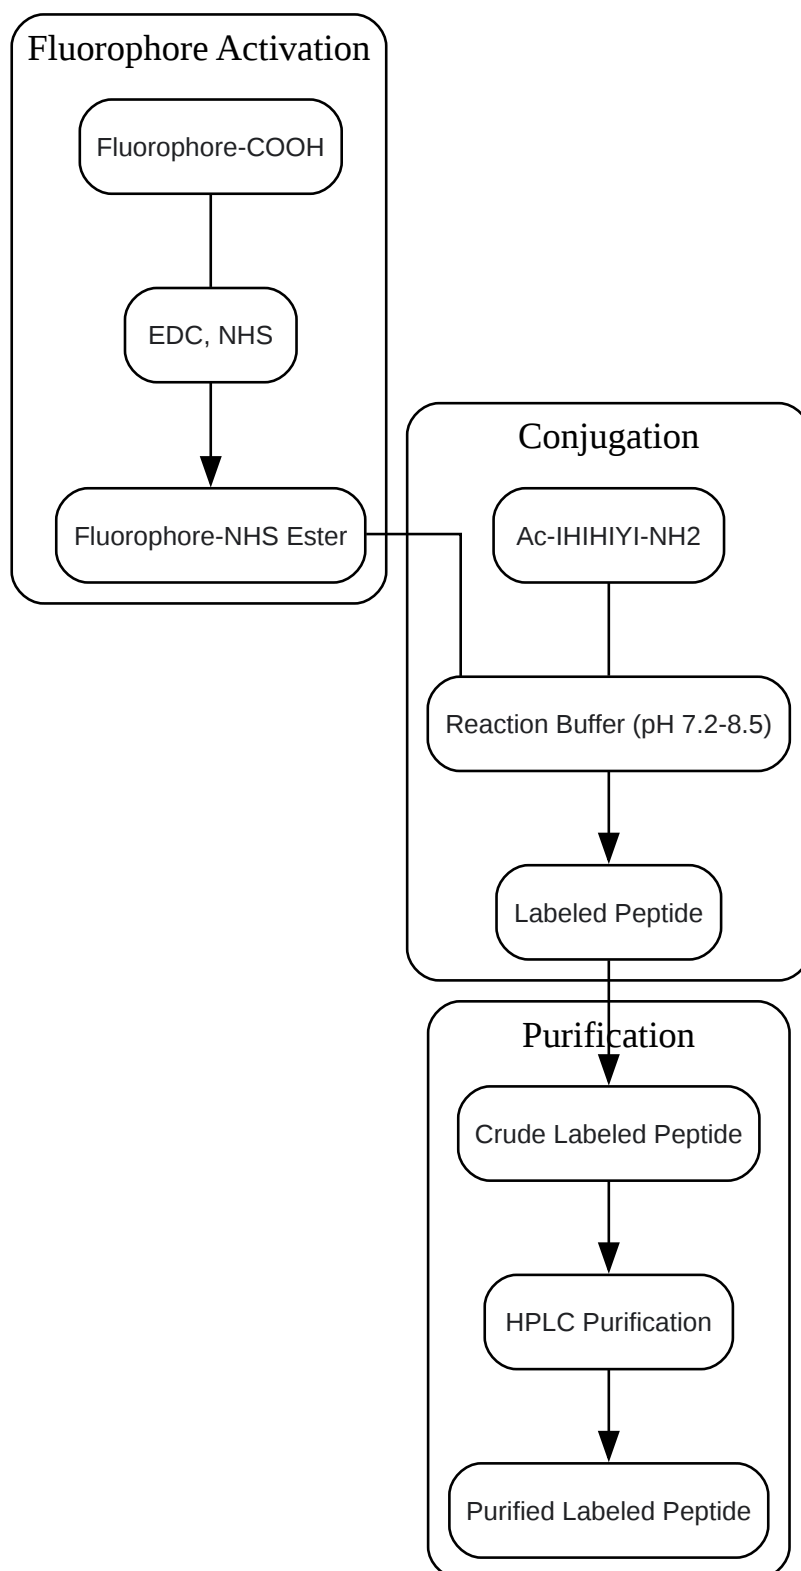 Fluorophore Activation
Fluorophore-COOH
EDC, NHS
Fluorophore-NHS Ester
Conjugation
Ac-IHIHIYI-NH2
Reaction Buffer (pH 7.2-8.5)
Labeled Peptide
Purification
Crude Labeled Peptide
HPLC Purification
Purified Labeled Peptide